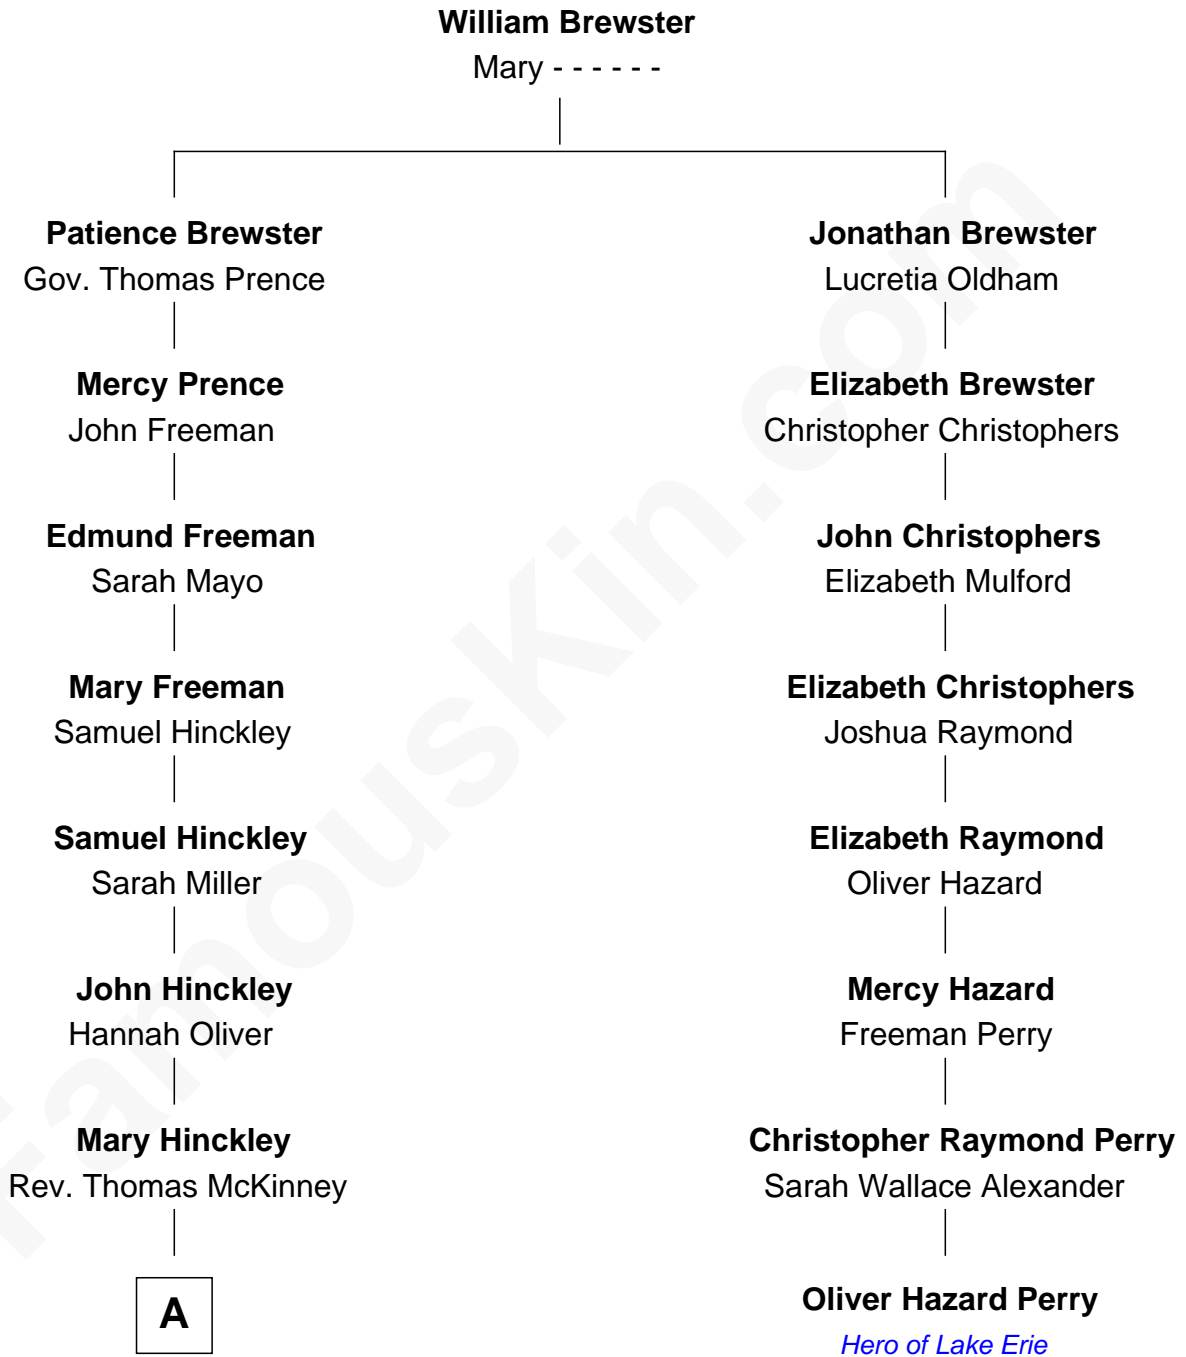 William Brewster
Mary - - - - - -
Patience Brewster
Gov. Thomas Prence
Mercy Prence
John Freeman
Edmund Freeman
Sarah Mayo
Mary Freeman
Samuel Hinckley
Samuel Hinckley
Sarah Miller
John Hinckley
Hannah Oliver
Mary Hinckley
Rev. Thomas McKinney
A
Jonathan Brewster
Lucretia Oldham
Elizabeth Brewster
Christopher Christophers
John Christophers
Elizabeth Mulford
Elizabeth Christophers
Joshua Raymond
Elizabeth Raymond
Oliver Hazard
Mercy Hazard
Freeman Perry
Christopher Raymond Perry
Sarah Wallace Alexander
Oliver Hazard Perry
Hero of Lake Erie
FamousKin.com